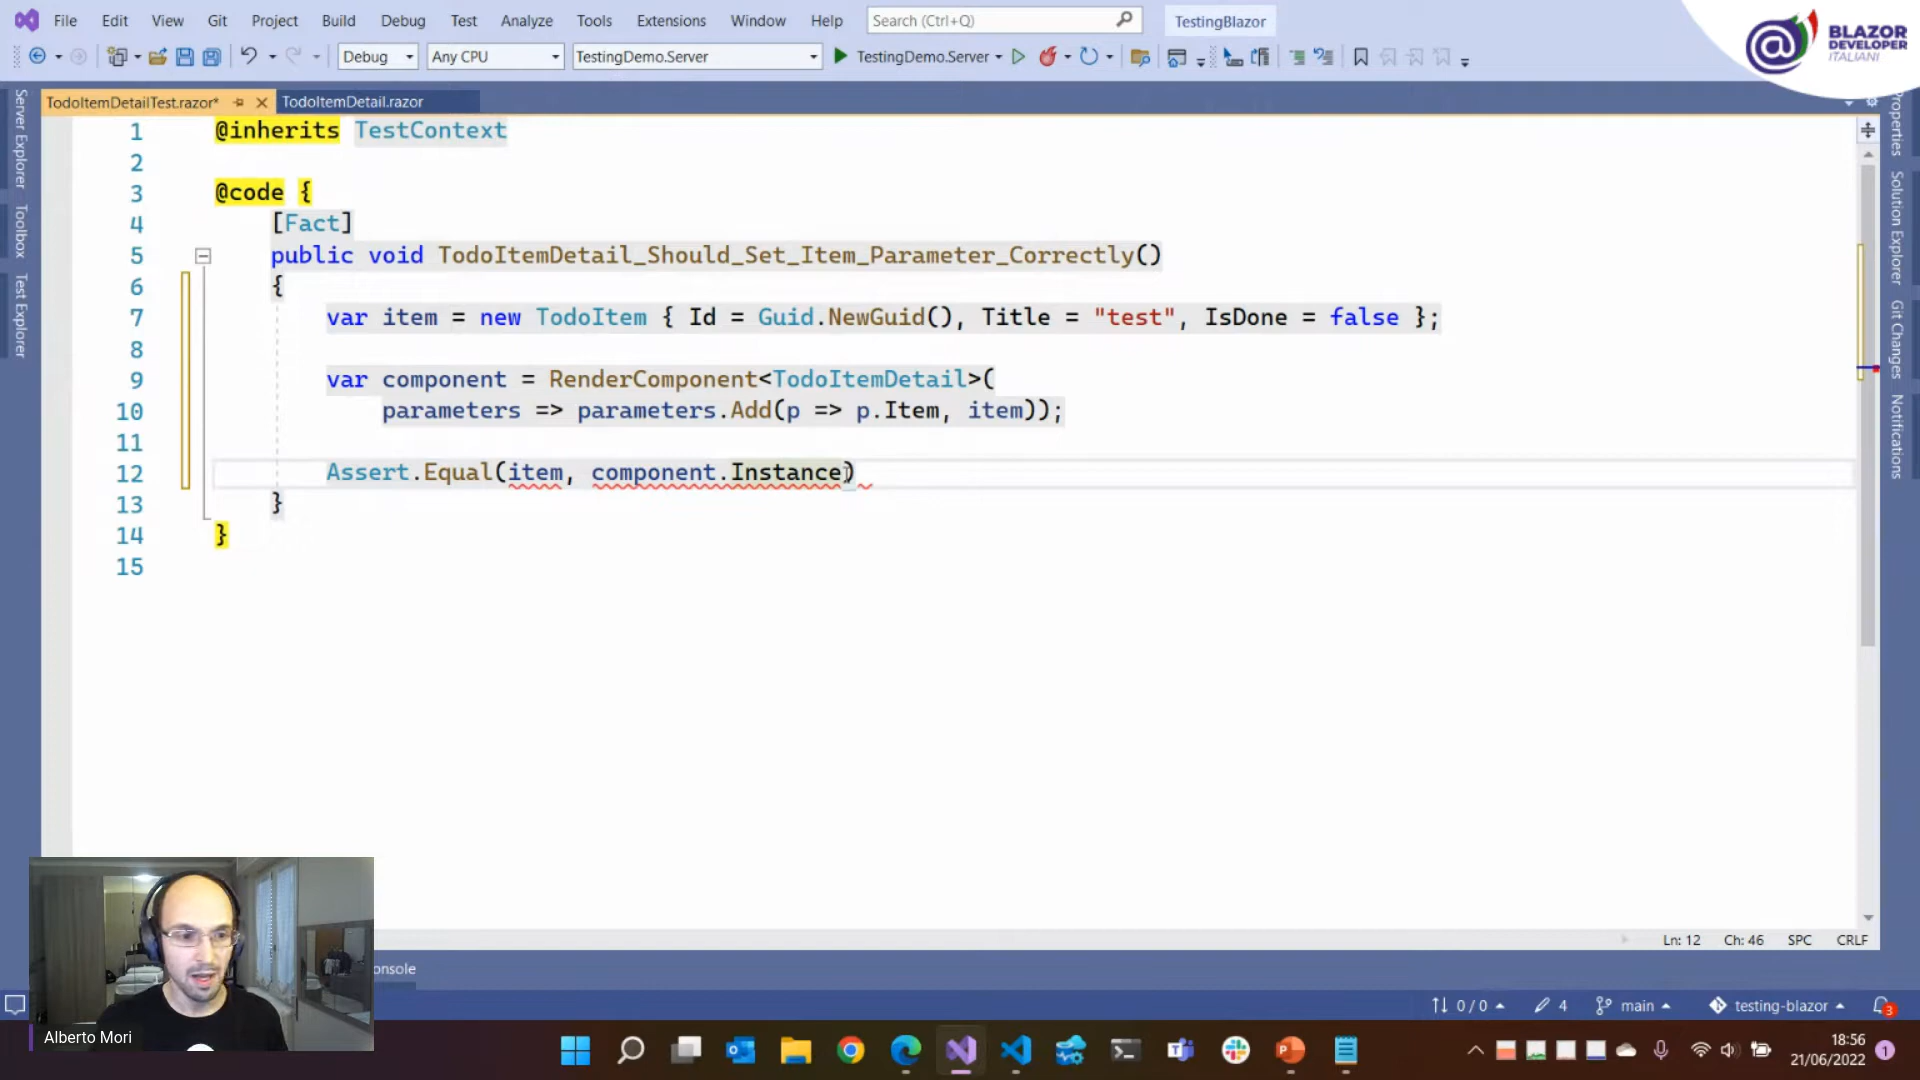 File Edit View Git Project Build Debug Test Analyze Tools Extensions Window Help Search (Ctrl+Q) TestingBlazor
BLAZOR
DEVELOPER
ITALIANI
Debug Any CPU TestingDemo.Server TestingDemo.Server
TodoItemDetailTest.razor* TodoItemDetail.razor
Server Explorer
Toolbox
Test Explorer
Properties
Solution Explorer
Git Changes
Notifications
1 @inherits TestContext
2
3 @code {
4 [Fact]
5 public void TodoItemDetail_Should_Set_Item_Parameter_Correctly()
6 {
7 var item = new TodoItem { Id = Guid.NewGuid(), Title = "test", IsDone = false };
8
9 var component = RenderComponent<TodoItemDetail>(
10 parameters => parameters.Add(p => p.Item, item));
11
12 Assert.Equal(item, component.Instance)
13 }
14 }
15
Ln: 12 Ch: 46 SPC CRLF
onsole
0 / 0 4 main testing-blazor 3
Alberto Mori
18:56
21/06/2022 1